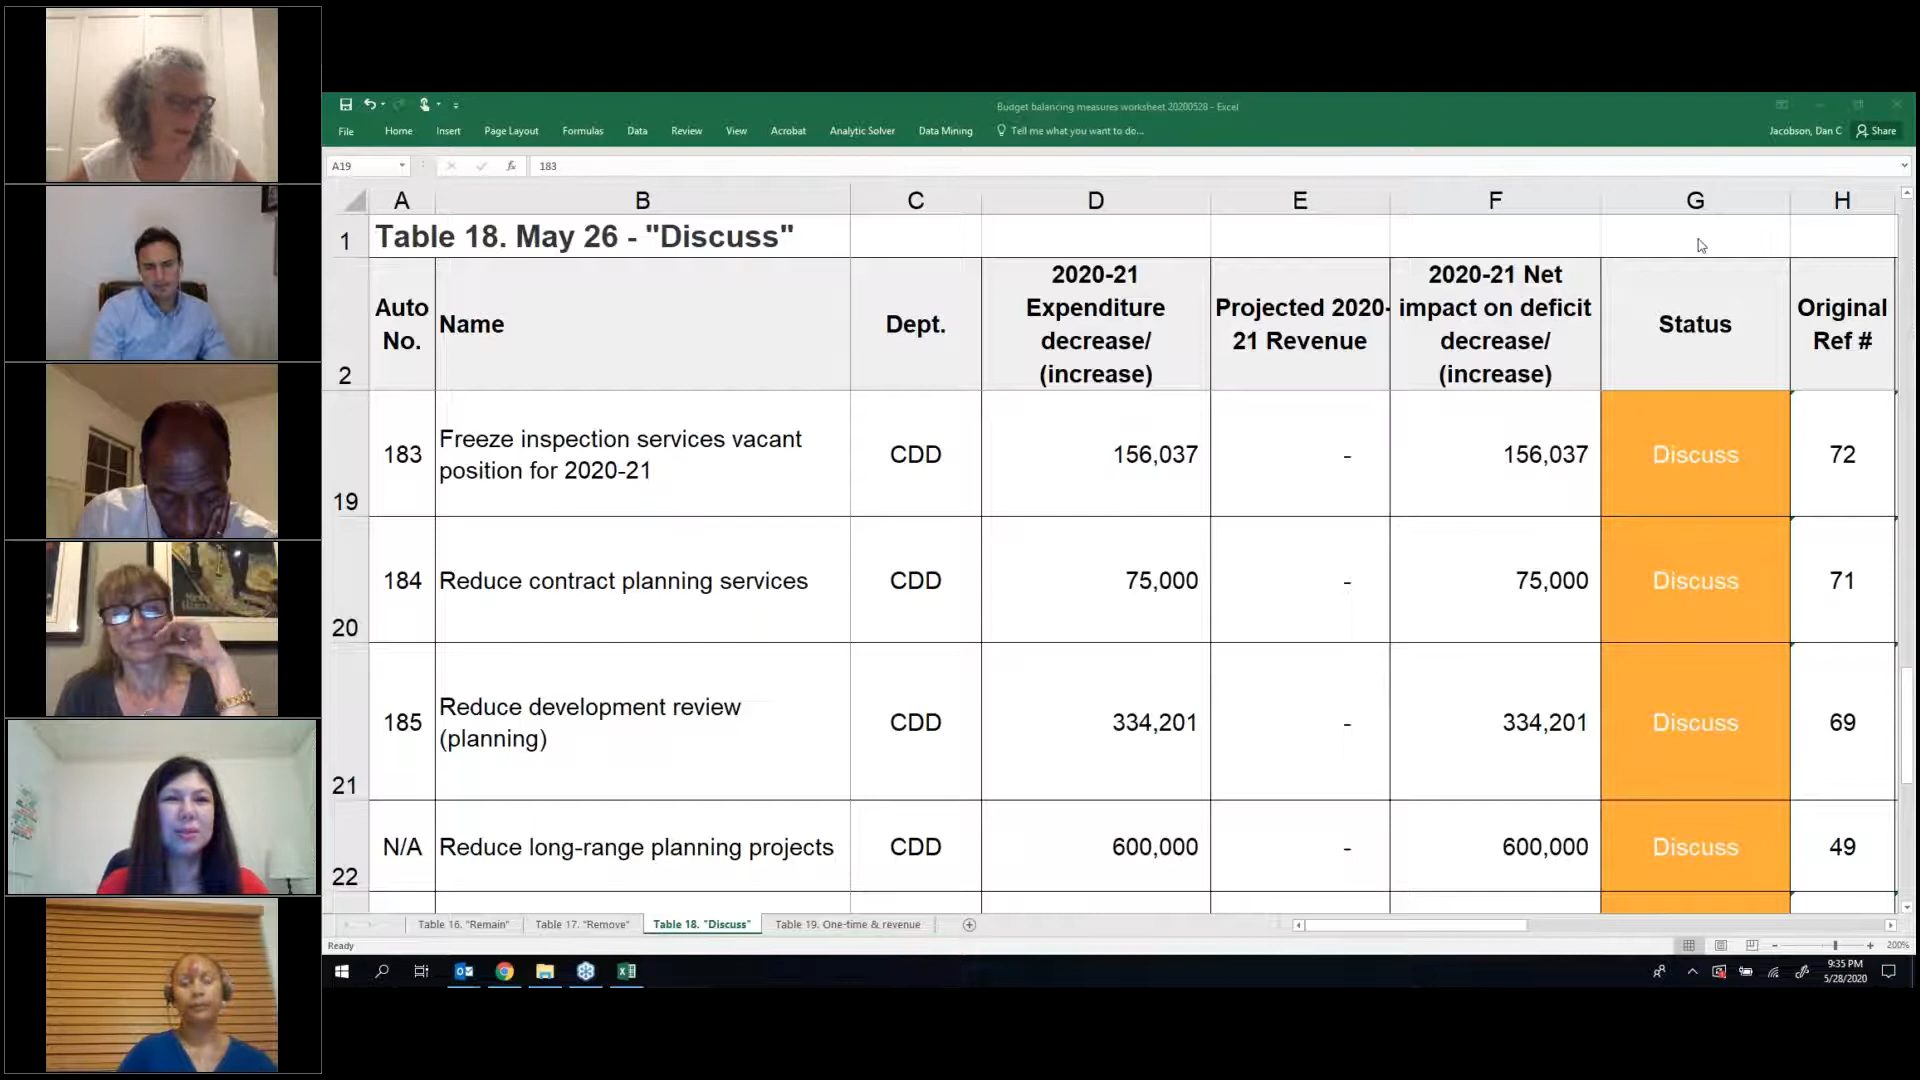 Budget balancing measures worksheet 20200528 - Excel
File Home Insert Page Layout Formulas Data Review View Acrobat Analytic Solver Data Mining Tell me what you want to do... Jacobson, Dan C Share
A19 fx 183
A B C D E F G H
1 Table 18. May 26 - "Discuss"
2020-21 2020-21 Net
Auto Expenditure Projected 2020- impact on deficit Original
Name Dept. Status
No. decrease/ 21 Revenue decrease/ Ref #
2 (increase) (increase)
Freeze inspection services vacant
183 CDD 156,037 - 156,037 Discuss 72
position for 2020-21
19
184 Reduce contract planning services CDD 75,000 - 75,000 Discuss 71
20
Reduce development review
185 CDD 334,201 - 334,201 Discuss 69
(planning)
21
N/A Reduce long-range planning projects CDD 600,000 - 600,000 Discuss 49
22
Table 16. "Remain" Table 17. "Remove" Table 18. "Discuss" Table 19. One-time & revenue
Ready 200%
9:35 PM
5/28/2020